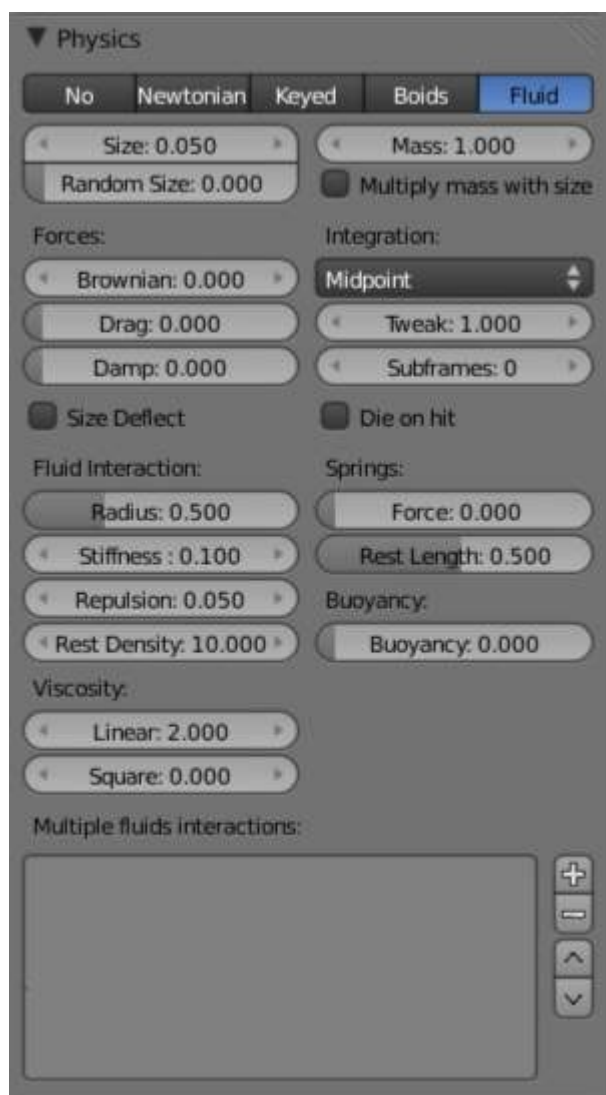 Physics
No Newtonian Keyed Boids Fluid
Size: 0.050 Mass: 1.000
Random Size: 0.000 Multiply mass with size
Forces: Integration:
Brownian: 0.000 Midpoint
Drag: 0.000 Tweak: 1.000
Damp: 0.000 Subframes: 0
Size Deflect Die on hit
Fluid Interaction: Springs:
Radius: 0.500 Force: 0.000
Stiffness : 0.100 Rest Length: 0.500
Repulsion: 0.050 Buoyancy:
Rest Density: 10.000 Buoyancy: 0.000
Viscosity:
Linear: 2.000
Square: 0.000
Multiple fluids interactions: